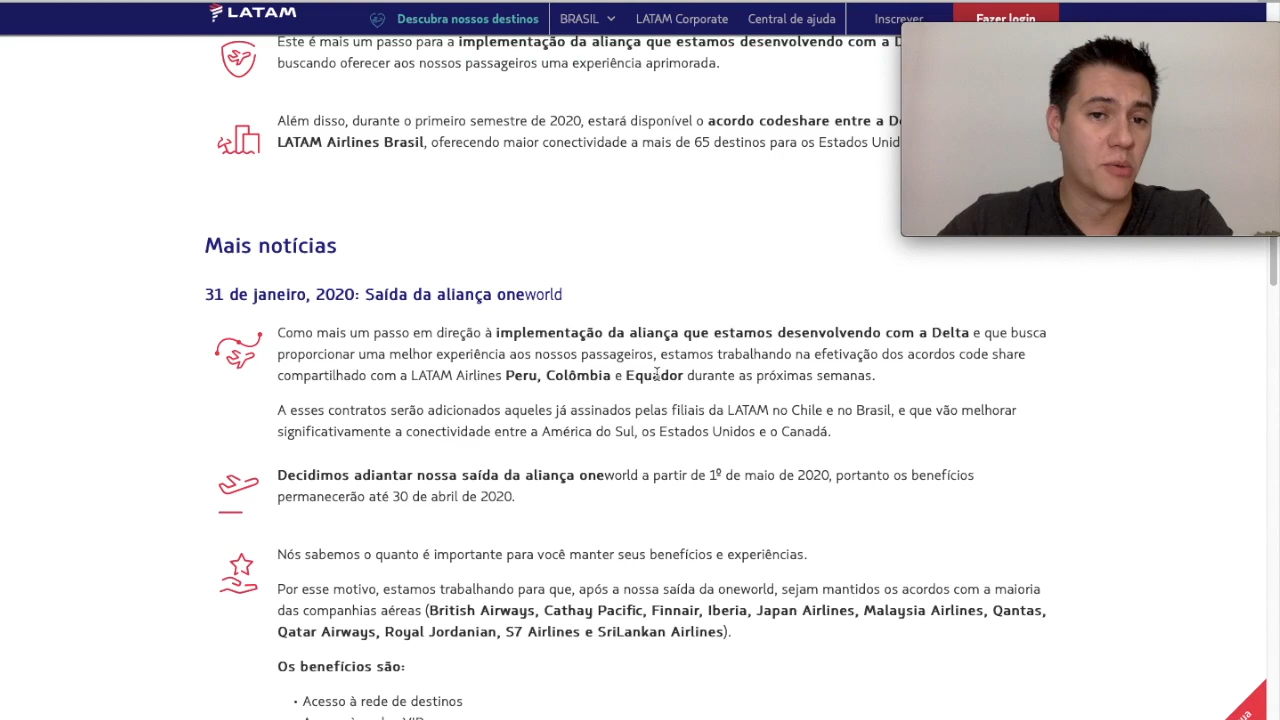 LATAM
Descubra nossos destinos
BRASIL
LATAM Corporate
Central de ajuda
Inscrever
Fazer login
Este é mais um passo para a implementação da aliança que estamos desenvolvendo com a
buscando oferecer aos nossos passageiros uma experiência aprimorada.
Além disso, durante o primeiro semestre de 2020, estará disponível o acordo codeshare entre a
LATAM Airlines Brasil, oferecendo maior conectividade a mais de 65 destinos para os Estados
Mais notícias
31 de janeiro, 2020: Saída da aliança oneworld
Como mais um passo em direção à implementação da aliança que estamos desenvolvendo com a Delta e que busca
proporcionar uma melhor experiência aos nossos passageiros, estamos trabalhando na efetivação dos acordos code share
compartilhado com a LATAM Airlines Peru, Colômbia e Equador durante as próximas semanas.
A esses contratos serão adicionados aqueles já assinados pelas filiais da LATAM no Chile e no Brasil, e que vão melhorar
significativamente a conectividade entre a América do Sul, os Estados Unidos e o Canadá.
Decidimos adiantar nossa saída da aliança oneworld a partir de 1º de maio de 2020, portanto os benefícios
permanecerão até 30 de abril de 2020.
Nós sabemos o quanto é importante para você manter seus benefícios e experiências.
Por esse motivo, estamos trabalhando para que, após a nossa saída da oneworld, sejam mantidos os acordos com a maioria
das companhias aéreas (British Airways, Cathay Pacific, Finnair, Iberia, Japan Airlines, Malaysia Airlines, Qantas,
Qatar Airways, Royal Jordanian, S7 Airlines e SriLankan Airlines).
Os benefícios são:
• Acesso à rede de destinos